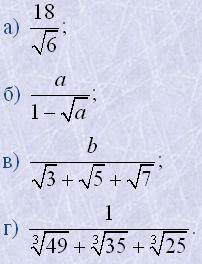 а) 18/√6;
б) a/(1 − √a);
в) b/(√3 + √5 + √7);
г) 1/(∛49 + ∛35 + ∛25).